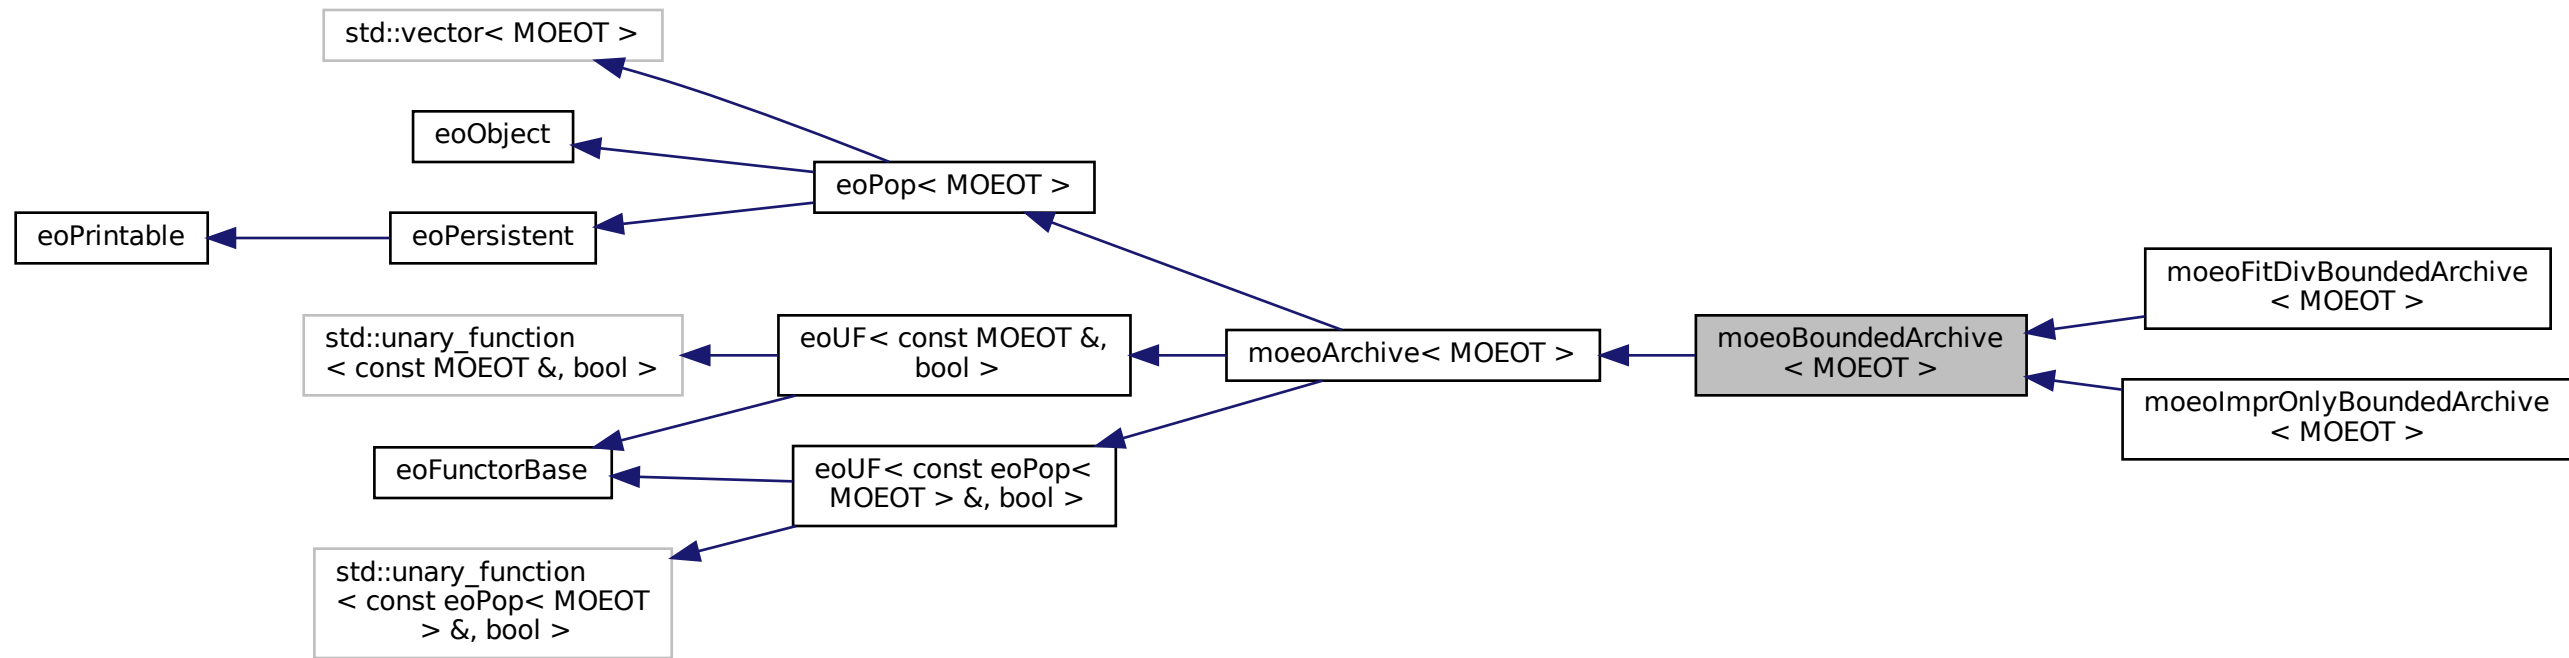 std::vector< MOEOT >
eoObject
eoPop< MOEOT >
eoPrintable
eoPersistent
std::unary_function
< const MOEOT &, bool >
eoUF< const MOEOT &,
bool >
moeoArchive< MOEOT >
moeoBoundedArchive
< MOEOT >
moeoFitDivBoundedArchive
< MOEOT >
moeoImprOnlyBoundedArchive
< MOEOT >
eoFunctorBase
eoUF< const eoPop<
MOEOT > &, bool >
std::unary_function
< const eoPop< MOEOT
> &, bool >